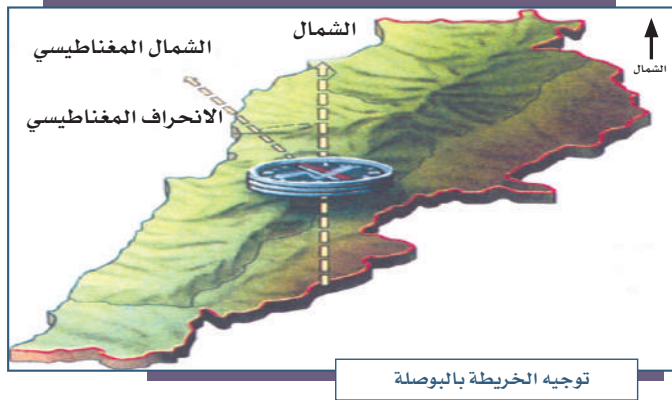 الشمال
الشمال
الشمال المغناطيسي
الانحراف المغناطيسي
توجيه الخريطة بالبوصلة